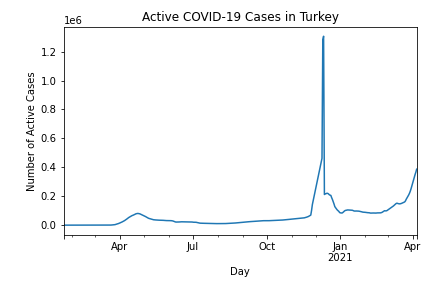 Active COVID-19 Cases in Turkey
1e6
1.2
1.0
0.8
0.6
0.4
0.2
0.0
Number of Active Cases
Apr
Jul
Oct
Jan
2021
Apr
Day